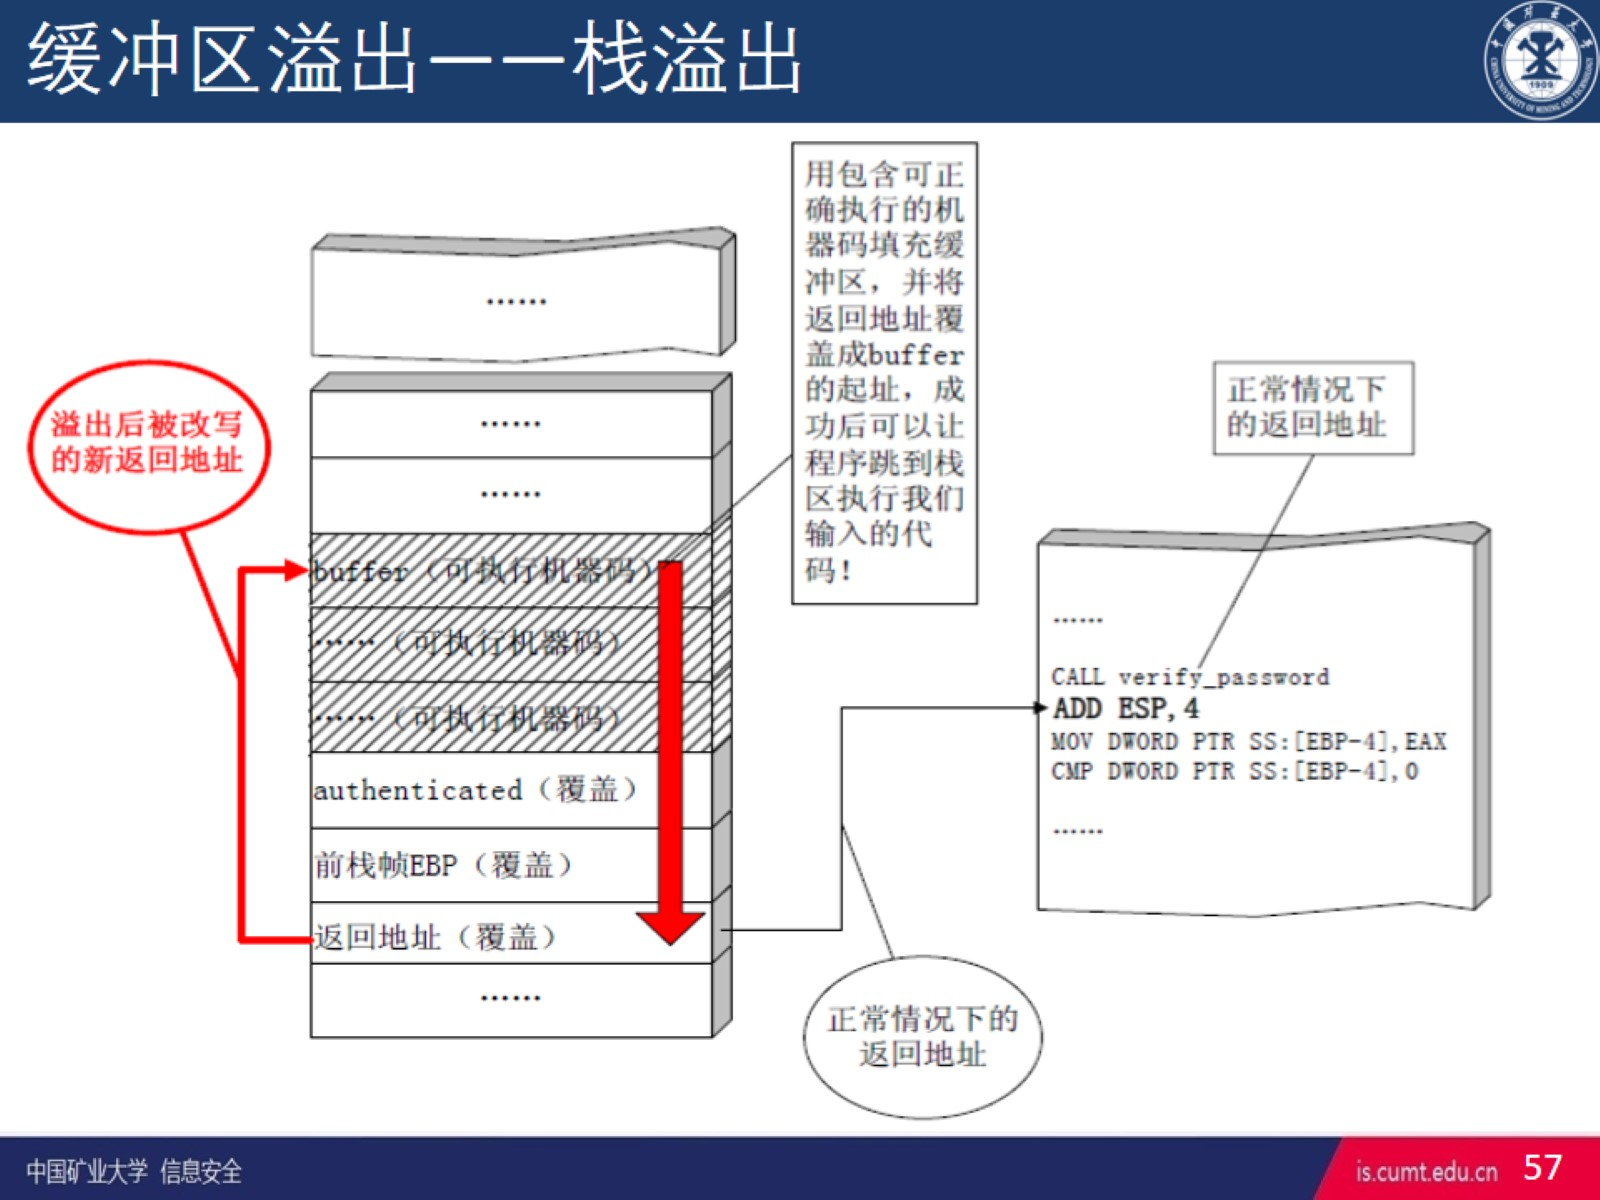 缓冲区溢出——栈溢出
用包含可正
确执行的机
器码填充缓
冲区，并将
返回地址覆
盖成buffer
的起址，成
功后可以让
程序跳到栈
区执行我们
输入的代
码！
……
溢出后被改写
的新返回地址
……
……
buffer（可执行机器码）
……（可执行机器码）
……（可执行机器码）
authenticated（覆盖）
前栈帧EBP（覆盖）
返回地址（覆盖）
……
正常情况下
的返回地址
……
CALL verify_password
ADD ESP,4
MOV DWORD PTR SS:[EBP-4],EAX
CMP DWORD PTR SS:[EBP-4],0
……
正常情况下的
返回地址
中国矿业大学 信息安全
is.cumt.edu.cn 57
1909